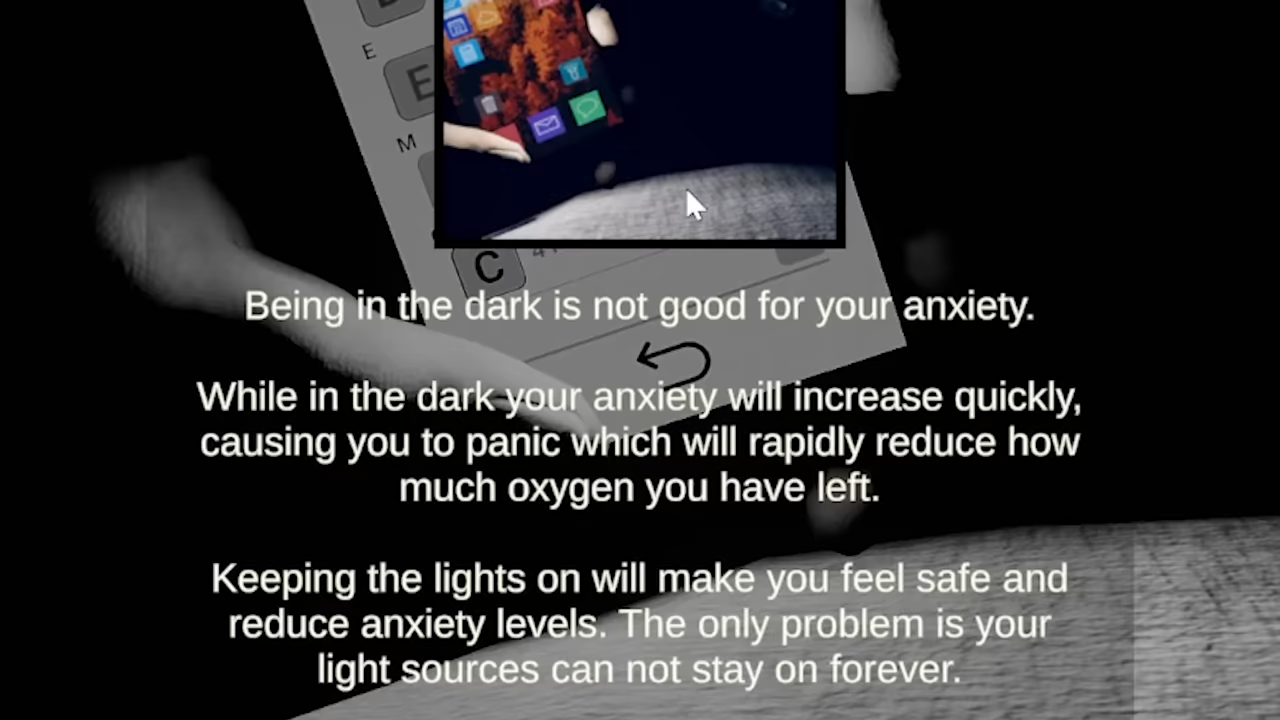 E
E
M
C
Being in the dark is not good for your anxiety.
While in the dark your anxiety will increase quickly,
causing you to panic which will rapidly reduce how
much oxygen you have left.
Keeping the lights on will make you feel safe and
reduce anxiety levels. The only problem is your
light sources can not stay on forever.